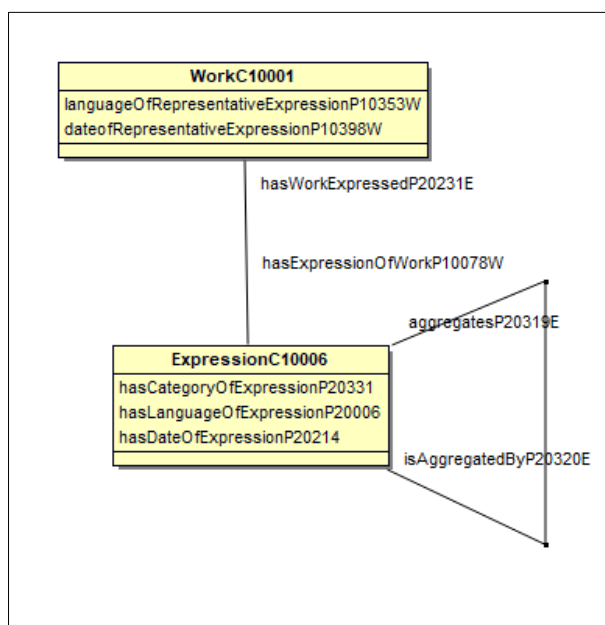 WorkC10001
languageOfRepresentativeExpressionP10353W
dateofRepresentativeExpressionP10398W
hasWorkExpressedP20231E
hasExpressionOfWorkP10078W
aggregatesP20319E
ExpressionC10006
hasCategoryOfExpressionP20331
hasLanguageOfExpressionP20006
hasDateOfExpressionP20214
isAggregatedByP20320E